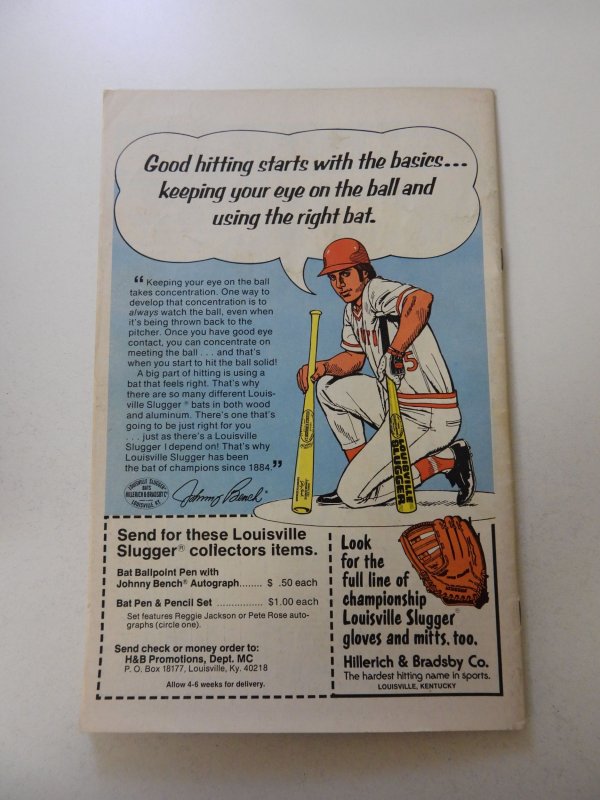 Good hitting starts with the basics...
keeping your eye on the ball and
using the right bat.
“ Keeping your eye on the ball
takes concentration. One way to
develop that concentration is to
always watch the ball, even when
it's being thrown back to the
pitcher. Once you have good eye
contact, you can concentrate on
meeting the ball . . . and that's
when you start to hit the ball solid!
A big part of hitting is using a
bat that feels right. That's why
there are so many different Louis-
ville Slugger® bats in both wood
and aluminum. There's one that's
going to be just right for you
. . . just as there's a Louisville
Slugger I depend on! That's why
Louisville Slugger has been
the bat of champions since 1884.”
LOUISVILLE SLUGGER
BATS
HILLERICH & BRADSBY Co
LOUISVILLE, KY.
Johnny Bench
5
LOUISVILLE
SLUGGER
Send for these Louisville
Slugger® collectors items.
Bat Ballpoint Pen with
Johnny Bench® Autograph........ $ .50 each
Bat Pen & Pencil Set ................ $1.00 each
Set features Reggie Jackson or Pete Rose auto-
graphs (circle one).
Send check or money order to:
H&B Promotions, Dept. MC
P. O. Box 18177, Louisville, Ky. 40218
Allow 4-6 weeks for delivery.
Look
for the
full line of
championship
Louisville Slugger®
gloves and mitts, too.
Hillerich & Bradsby Co.
The hardest hitting name in sports.
LOUISVILLE, KENTUCKY